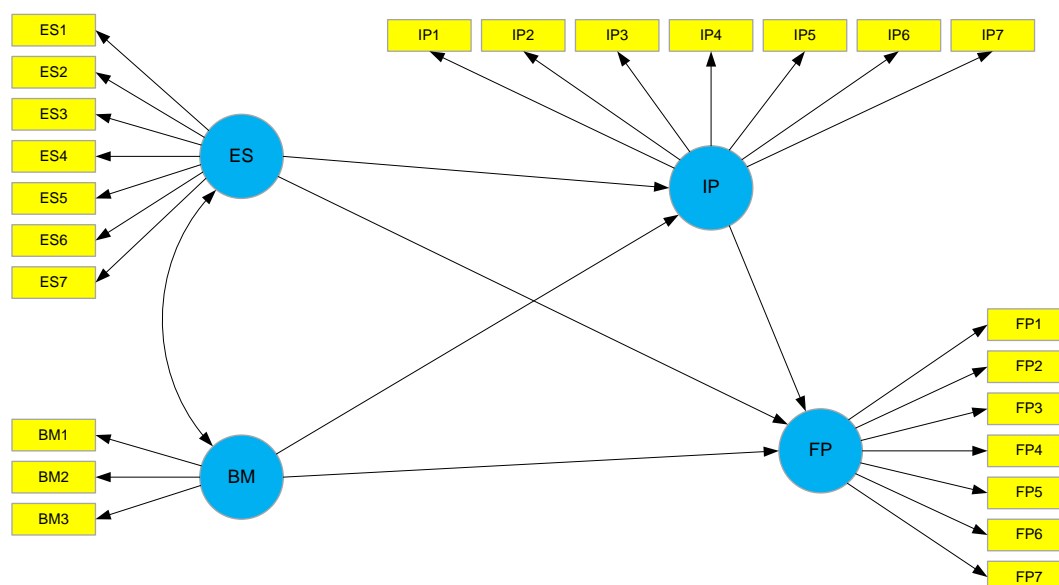 ES1
ES2
ES3
ES4
ES5
ES6
ES7
ES
IP1
IP2
IP3
IP4
IP5
IP6
IP7
IP
BM1
BM2
BM3
BM
FP
FP1
FP2
FP3
FP4
FP5
FP6
FP7